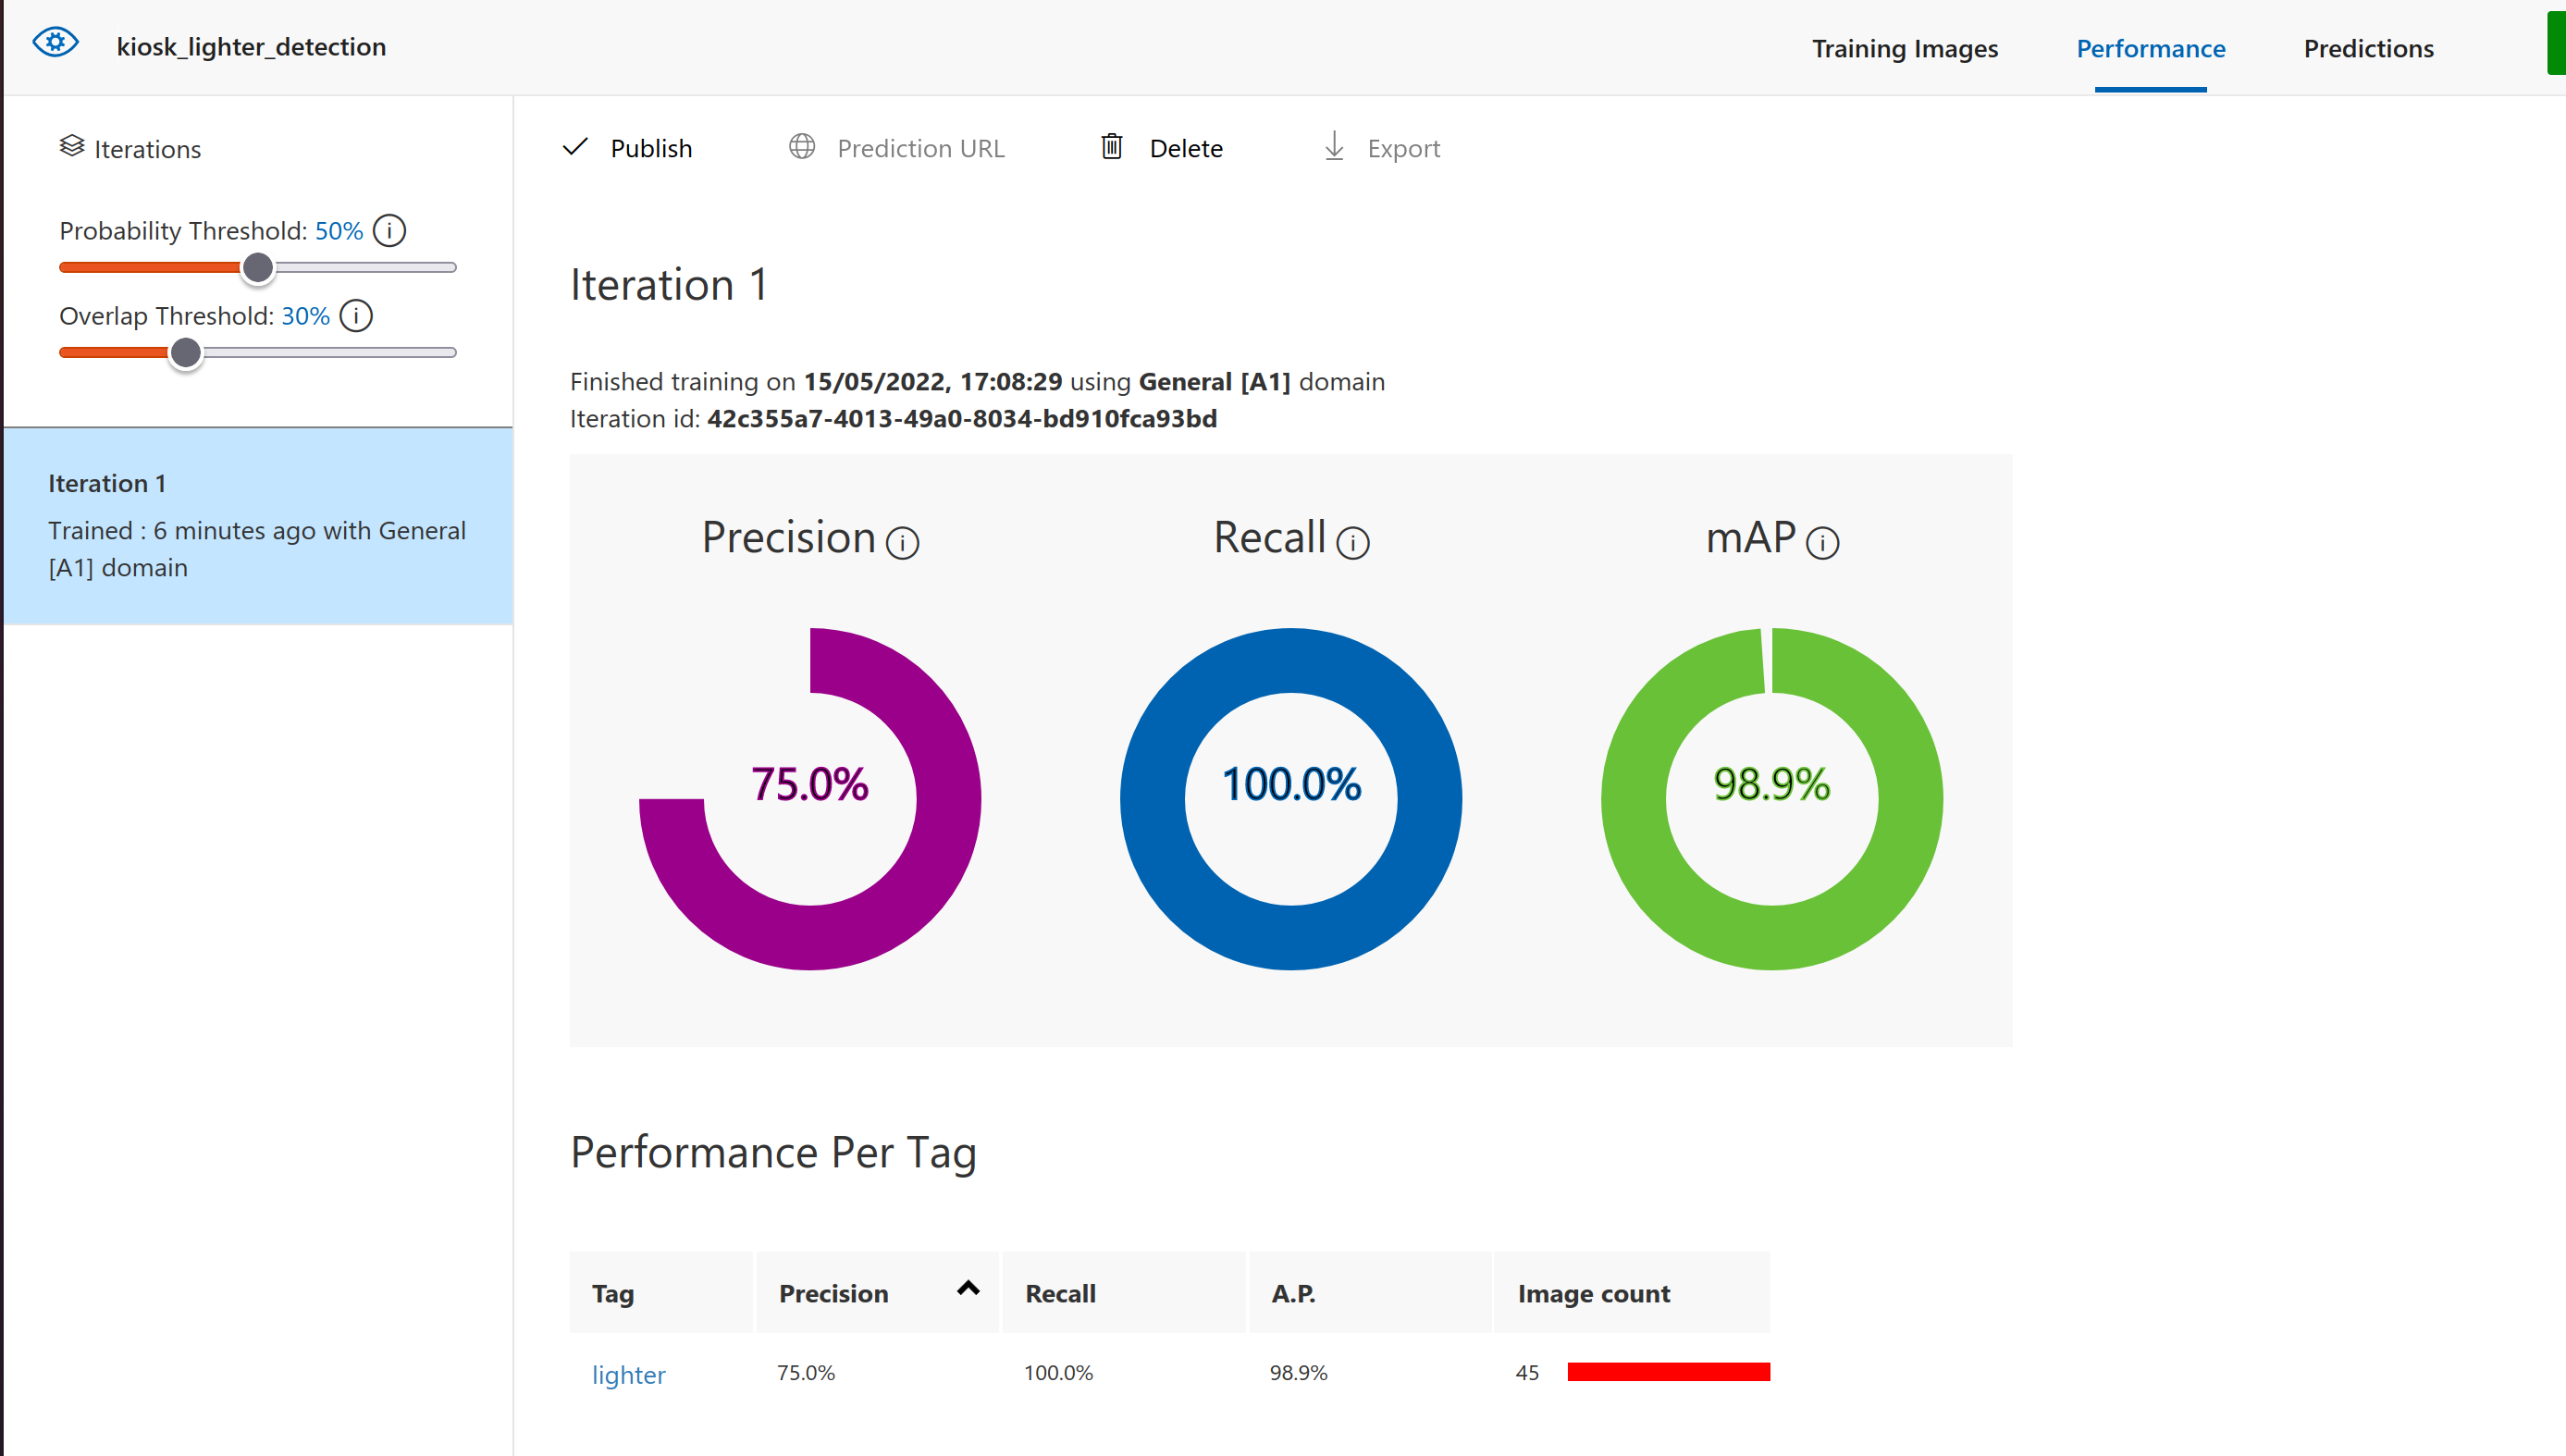 kiosk_lighter_detection
Training Images
Performance
Predictions
Iterations
Probability Threshold: 50%
Overlap Threshold: 30%
Iteration 1
Trained : 6 minutes ago with General
[A1] domain
Publish
Prediction URL
Delete
Export
Iteration 1
Finished training on 15/05/2022, 17:08:29 using General [A1] domain
Iteration id: 42c355a7-4013-49a0-8034-bd910fca93bd
Precision
Recall
mAP
75.0%
100.0%
98.9%
Performance Per Tag
Tag Precision Recall A.P. Image count
lighter 75.0% 100.0% 98.9% 45